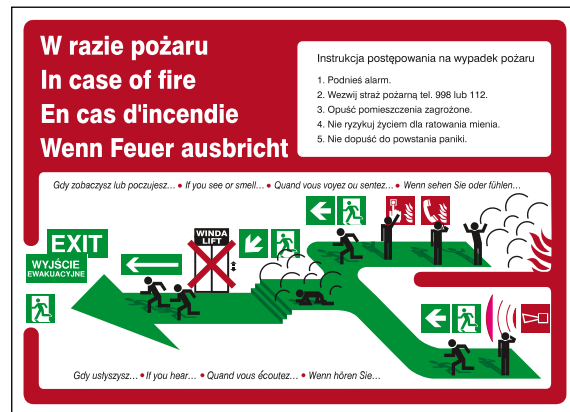 W razie pożaru
In case of fire
En cas d'incendie
Wenn Feuer ausbricht
Instrukcja postępowania na wypadek pożaru
1. Podnieś alarm.
2. Wezwij straż pożarną tel. 998 lub 112.
3. Opuść pomieszczenia zagrożone.
4. Nie ryzykuj życiem dla ratowania mienia.
5. Nie dopuść do powstania paniki.
Gdy zobaczysz lub poczujesz... • If you see or smell... • Quand vous voyez ou sentez... • Wenn sehen Sie oder fühlen...
EXIT
WYJŚCIE
EWAKUACYJNE
WINDA
LIFT
Gdy usłyszysz... • If you hear... • Quand vous écoutez... • Wenn hören Sie...